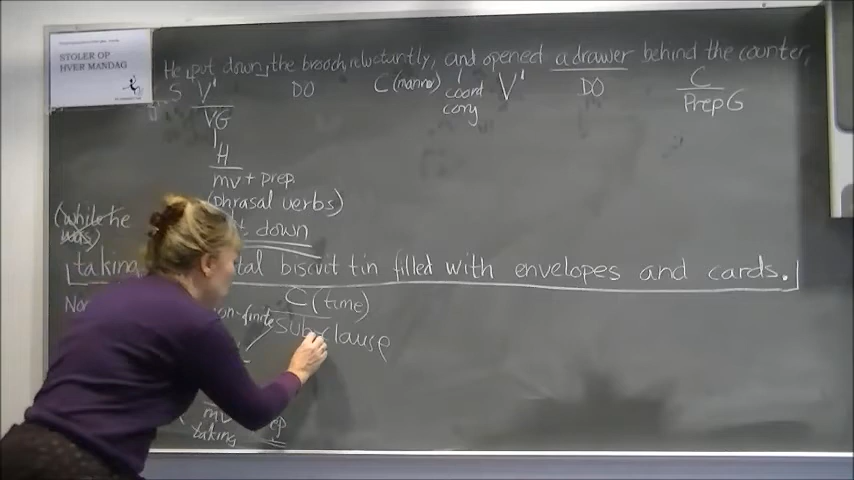 STOLER OP
HVER MANDAG
He put down the brooch, reluctantly, and opened a drawer behind the counter,
S V DO C (manner) coord conj V DO C
VG PrepG
H
mv + prep
(phrasal verbs)
(while he down
was)
taking tal biscuit tin filled with envelopes and cards.
C (time)
sub clause
mv
taking